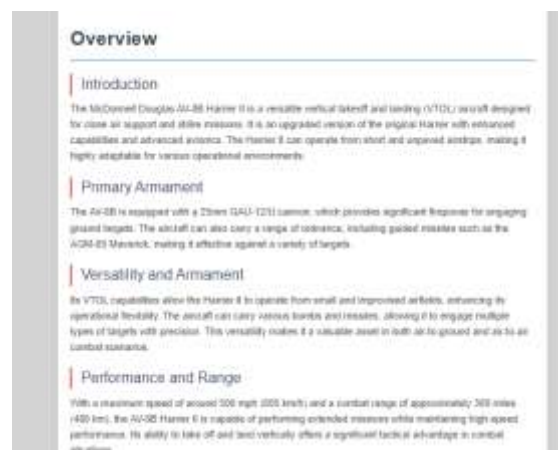 Overview
Introduction
The McDonnell Douglas AV-8B Harrier II is a versatile vertical takeoff and landing (VTOL) aircraft designed
for close air support and strike missions. It is an upgraded version of the original Harrier with enhanced
capabilities and advanced avionics. The Harrier II can operate from short and unpaved airstrips, making it
highly adaptable for various operational environments.
Primary Armament
The AV-8B is equipped with a 25mm GAU-12/U cannon, which provides significant firepower for engaging
ground targets. The aircraft can also carry a range of ordnance, including guided missiles such as the
AGM-65 Maverick, making it effective against a variety of targets.
Versatility and Armament
Its VTOL capabilities allow the Harrier II to operate from small and improvised airfields, enhancing its
operational flexibility. The aircraft can carry various bombs and missiles, allowing it to engage multiple
types of targets with precision. This versatility makes it a valuable asset in both air-to-ground and air-to-air
combat scenarios.
Performance and Range
With a maximum speed of around 500 mph (805 km/h) and a combat range of approximately 300 miles
(480 km), the AV-8B Harrier II is capable of performing extended missions while maintaining high-speed
performance. Its ability to take off and land vertically offers a significant tactical advantage in combat
situations.